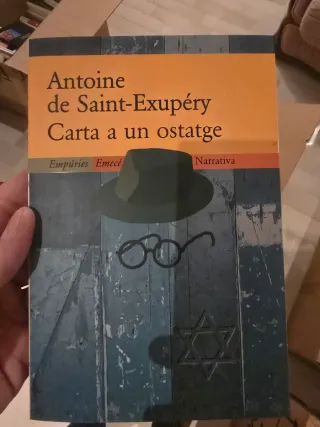 Antoine
de Saint-Exupéry
Carta a un ostatge
Empúries Emecé Narrativa